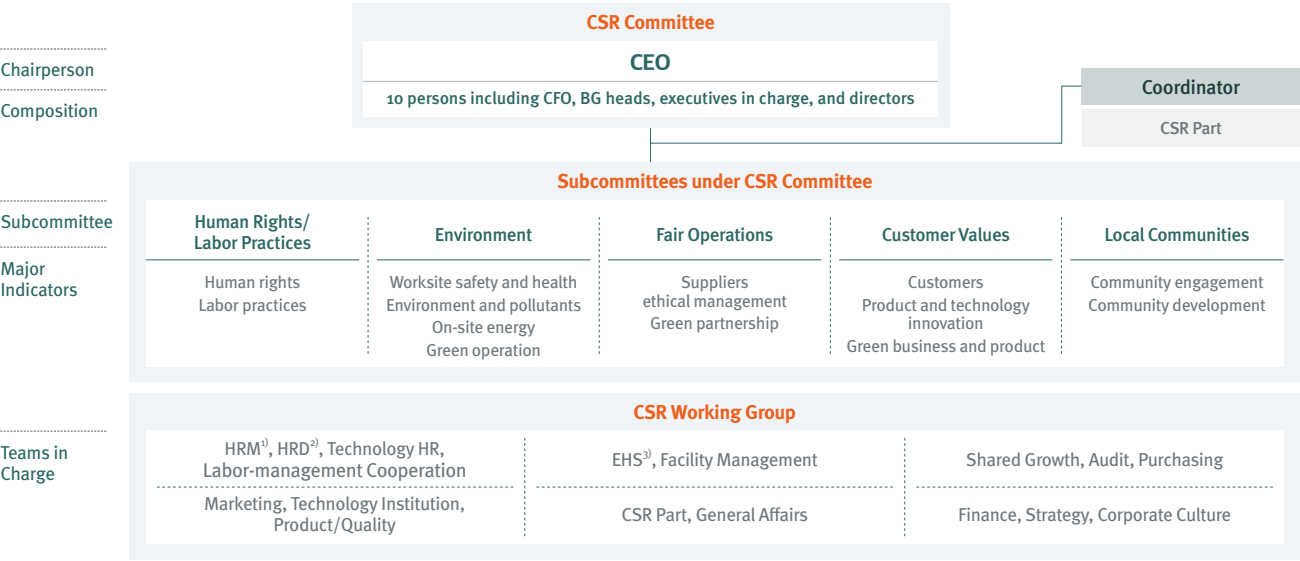 CSR Committee
Chairperson
CEO
Composition
10 persons including CFO, BG heads, executives in charge, and directors
Coordinator
CSR Part
Subcommittees under CSR Committee
Subcommittee
Human Rights/
Labor Practices
Environment
Fair Operations
Customer Values
Local Communities
Major
Indicators
Human rights
Labor practices
Worksite safety and health
Environment and pollutants
On-site energy
Green operation
Suppliers
ethical management
Green partnership
Customers
Product and technology
innovation
Green business and product
Community engagement
Community development
CSR Working Group
Teams in
Charge
HRM¹⁾, HRD²⁾, Technology HR,
Labor-management Cooperation
EHS³⁾, Facility Management
Shared Growth, Audit, Purchasing
Marketing, Technology Institution,
Product/Quality
CSR Part, General Affairs
Finance, Strategy, Corporate Culture